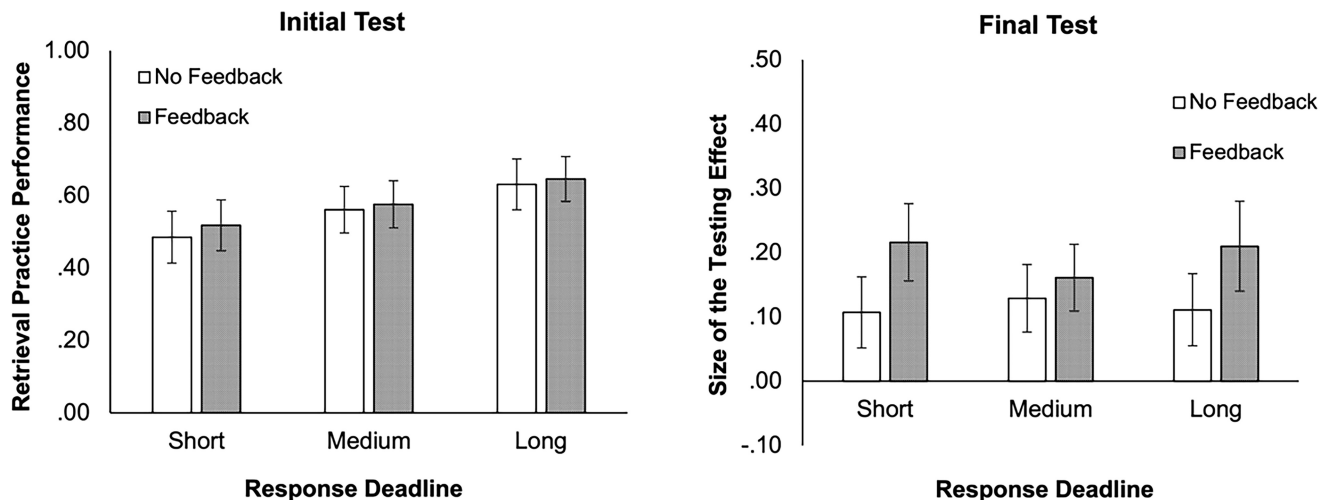 Initial Test
Retrieval Practice Performance
1.00
.80
.60
.40
.20
.00
No Feedback
Feedback
Short Medium Long
Response Deadline
Final Test
Size of the Testing Effect
.50
.40
.30
.20
.10
.00
-.10
No Feedback
Feedback
Short Medium Long
Response Deadline